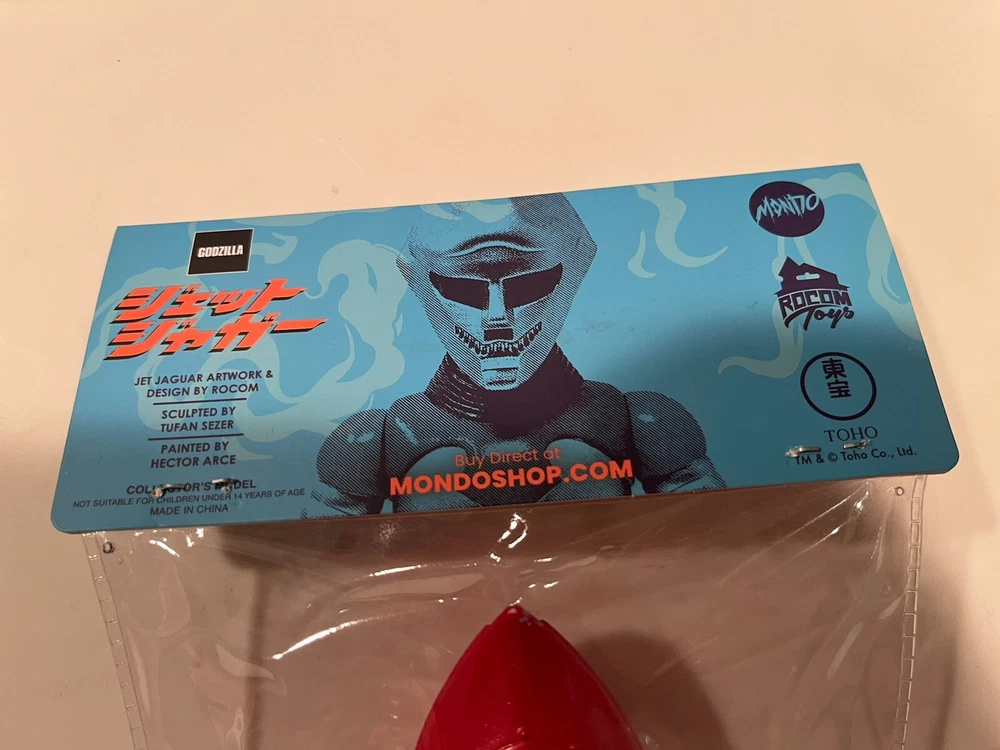 GODZILLA
ジェット
ジャガー
JET JAGUAR ARTWORK &
DESIGN BY ROCOM
SCULPTED BY
TUFAN SEZER
PAINTED BY
HECTOR ARCE
COLLECTOR'S MODEL
NOT SUITABLE FOR CHILDREN UNDER 14 YEARS OF AGE
MADE IN CHINA
Buy Direct at
MONDOSHOP.COM
MONDO
ROCOM
Toys
東宝
TOHO
TM & © Toho Co., Ltd.